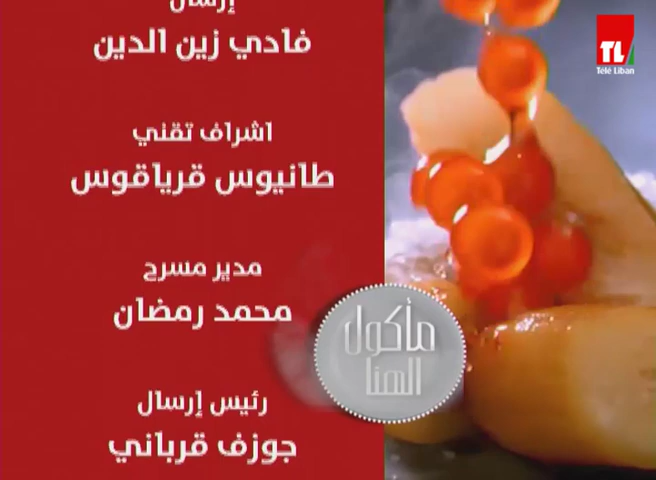 إرسال
فادي زين الدين
اشراف تقني
طانيوس قرياقوس
مدير مسرح
محمد رمضان
رئيس إرسال
جوزف قرباني
مأكول
الهنا
TL
Télé Liban